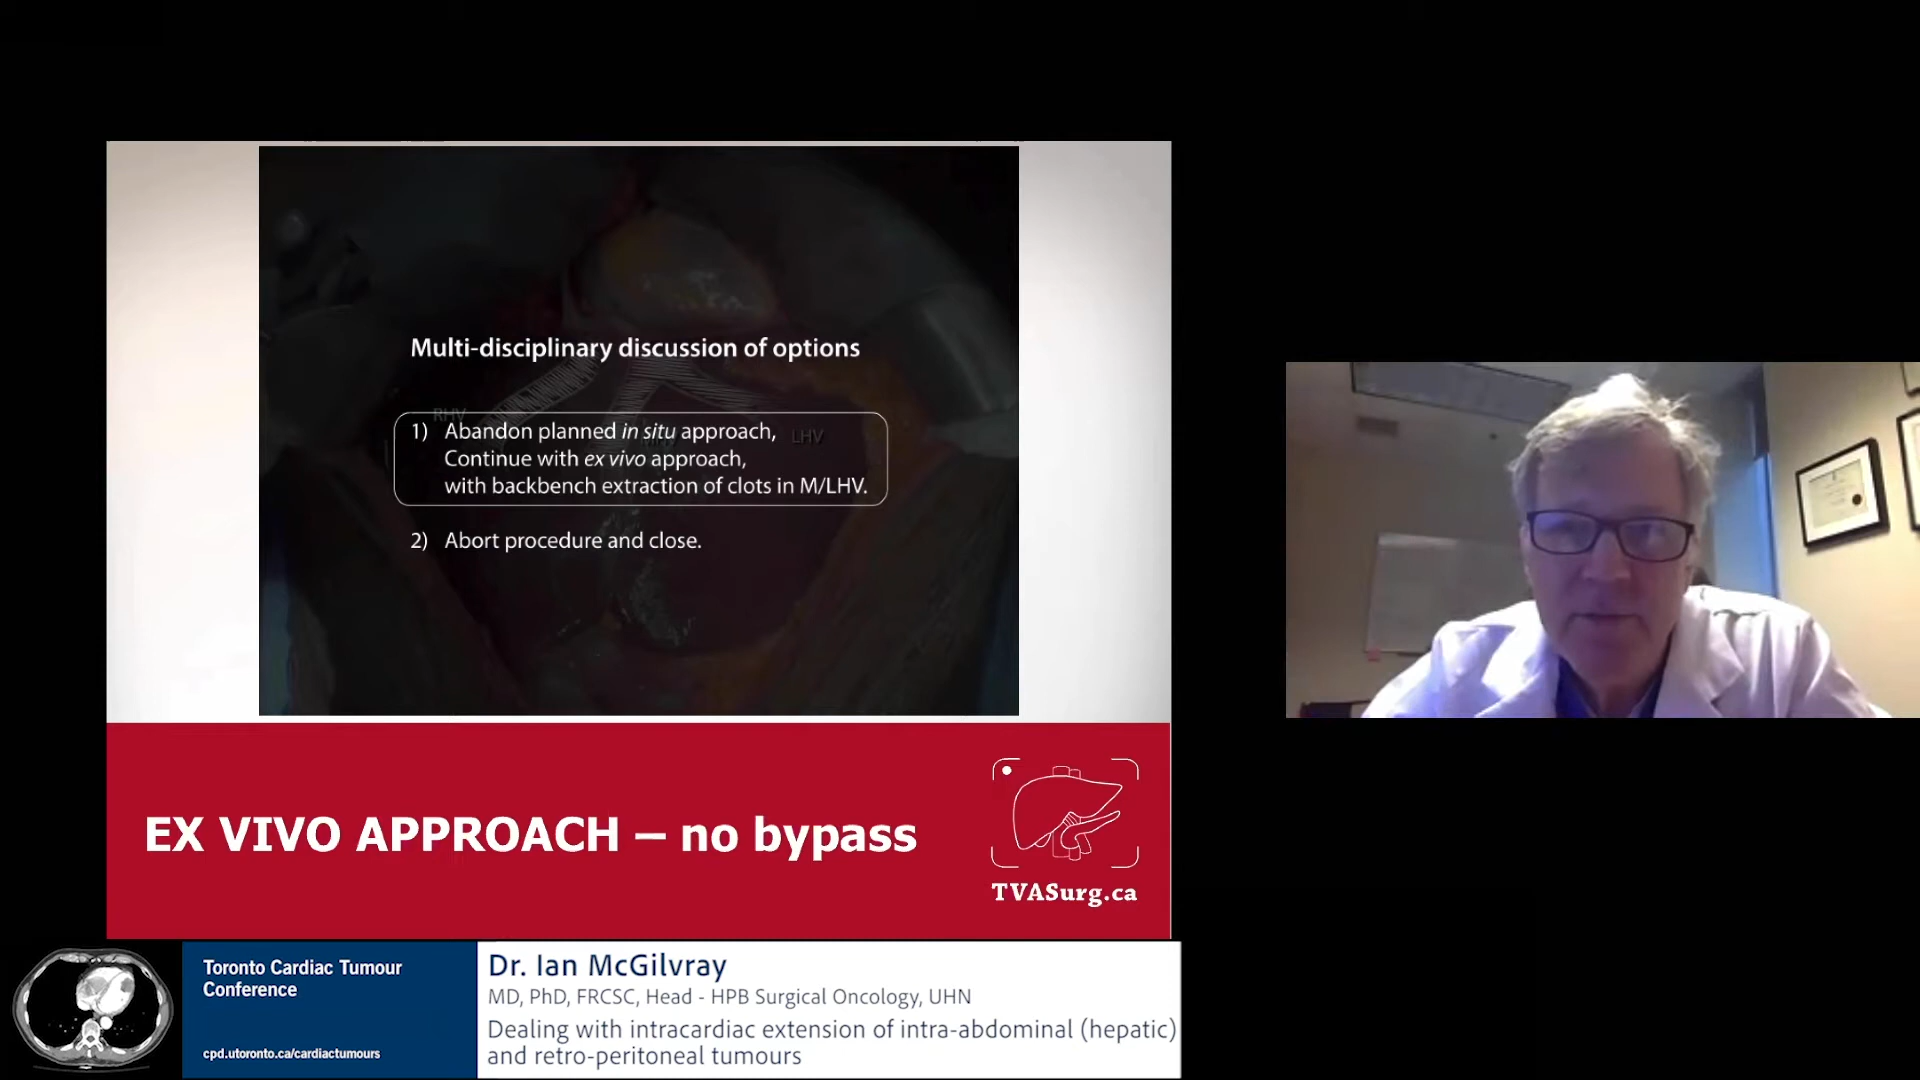 Multi-disciplinary discussion of options
RHV
LHV
1) Abandon planned in situ approach,
Continue with ex vivo approach,
with backbench extraction of clots in M/LHV.
2) Abort procedure and close.
EX VIVO APPROACH – no bypass
TVASurg.ca
Toronto Cardiac Tumour
Conference
cpd.utoronto.ca/cardiactumours
Dr. Ian McGilvray
MD, PhD, FRCSC, Head - HPB Surgical Oncology, UHN
Dealing with intracardiac extension of intra-abdominal (hepatic)
and retro-peritoneal tumours